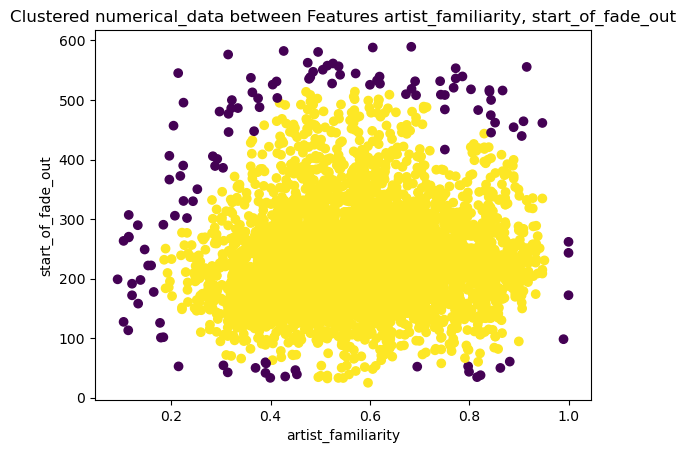 Clustered numerical_data between Features artist_familiarity, start_of_fade_out
600
500
400
300
200
100
0
start_of_fade_out
0.2 0.4 0.6 0.8 1.0
artist_familiarity